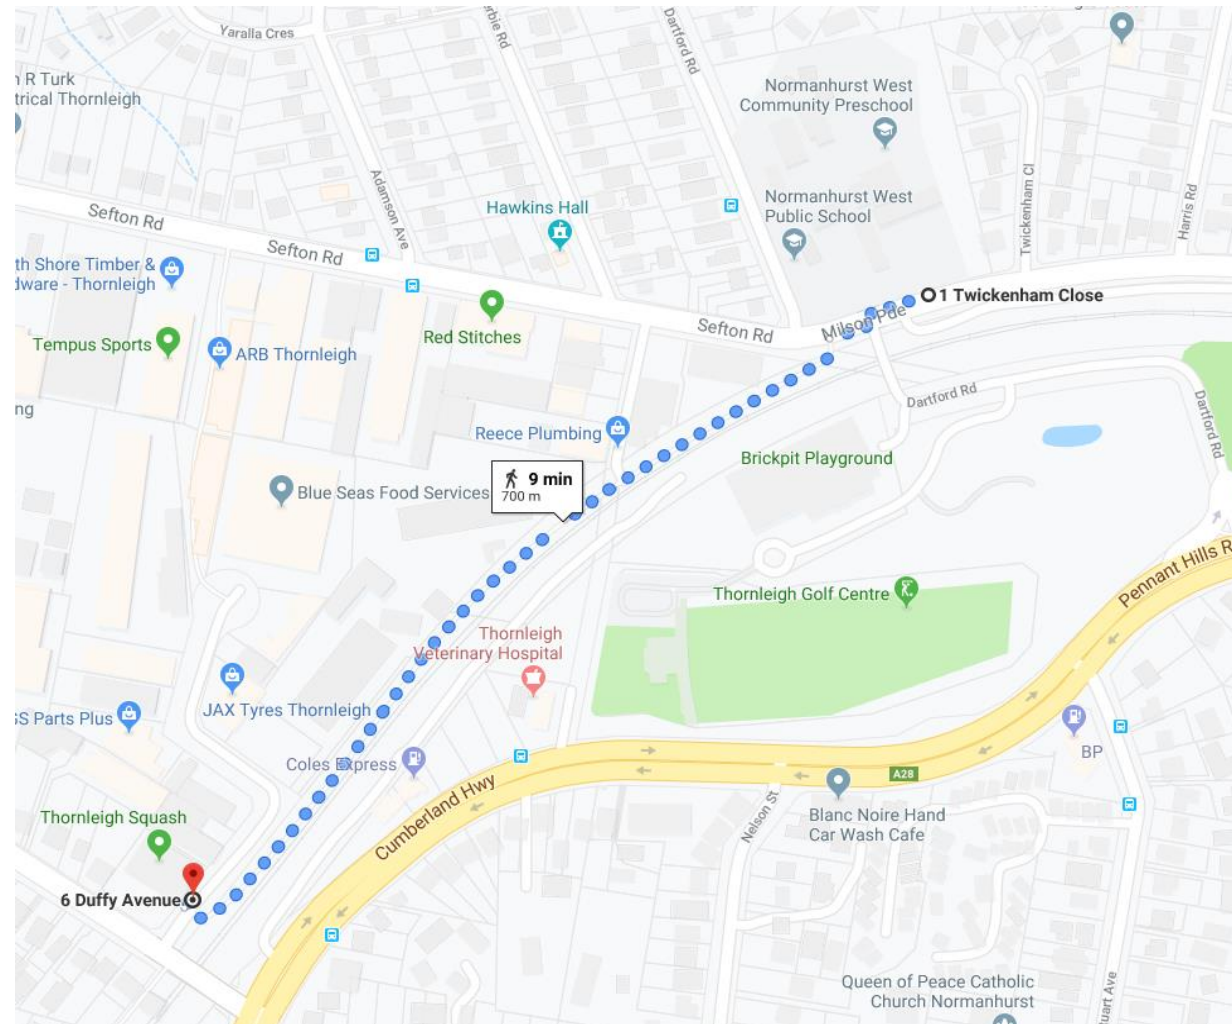 Yaralla Cres
erbie Rd
Dartford Rd
n R Turk
trical Thornleigh
Normanhurst West
Community Preschool
Adamson Ave
Twickenham Cl
Harris Rd
Normanhurst West
Public School
Hawkins Hall
Sefton Rd
Sefton Rd
th Shore Timber &
dware - Thornleigh
1 Twickenham Close
Milson Pde
Sefton Rd
Red Stitches
Tempus Sports
ARB Thornleigh
Dartford Rd
Dartford Rd
ng
Reece Plumbing
Brickpit Playground
9 min
700 m
Blue Seas Food Services
Pennant Hills R
Thornleigh Golf Centre
Thornleigh
Veterinary Hospital
JAX Tyres Thornleigh
SS Parts Plus
Coles Express
BP
A28
Cumberland Hwy
Nelson St
Blanc Noire Hand
Car Wash Cafe
Thornleigh Squash
6 Duffy Avenue
Queen of Peace Catholic
Church Normanhurst
uart Ave